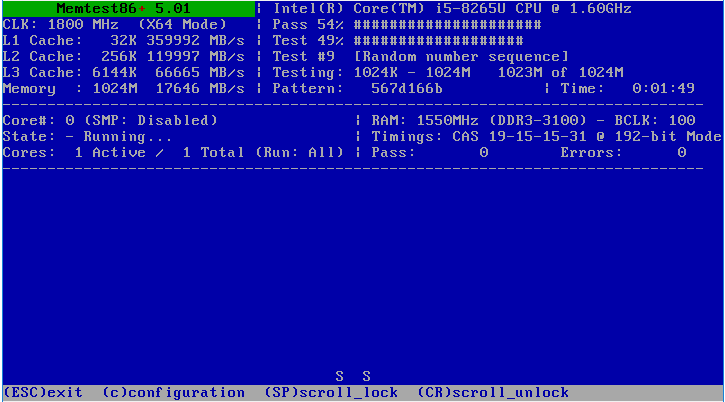 Memtest86+ 5.01 | Intel(R) Core(TM) i5-8265U CPU @ 1.60GHz
CLK: 1800 MHz (X64 Mode) | Pass 54% #####################
L1 Cache: 32K 359992 MB/s | Test 49% ###################
L2 Cache: 256K 119997 MB/s | Test #9 [Random number sequence]
L3 Cache: 6144K 66665 MB/s | Testing: 1024K - 1024M 1023M of 1024M
Memory : 1024M 17646 MB/s | Pattern: 567d166b | Time: 0:01:49
------------------------------------------------------------------------------
Core#: 0 (SMP: Disabled) | RAM: 1550MHz (DDR3-3100) - BCLK: 100
State: - Running... | Timings: CAS 19-15-15-31 @ 192-bit Mode
Cores: 1 Active / 1 Total (Run: All) | Pass: 0 Errors: 0
------------------------------------------------------------------------------
S S
(ESC)exit (c)configuration (SP)scroll_lock (CR)scroll_unlock